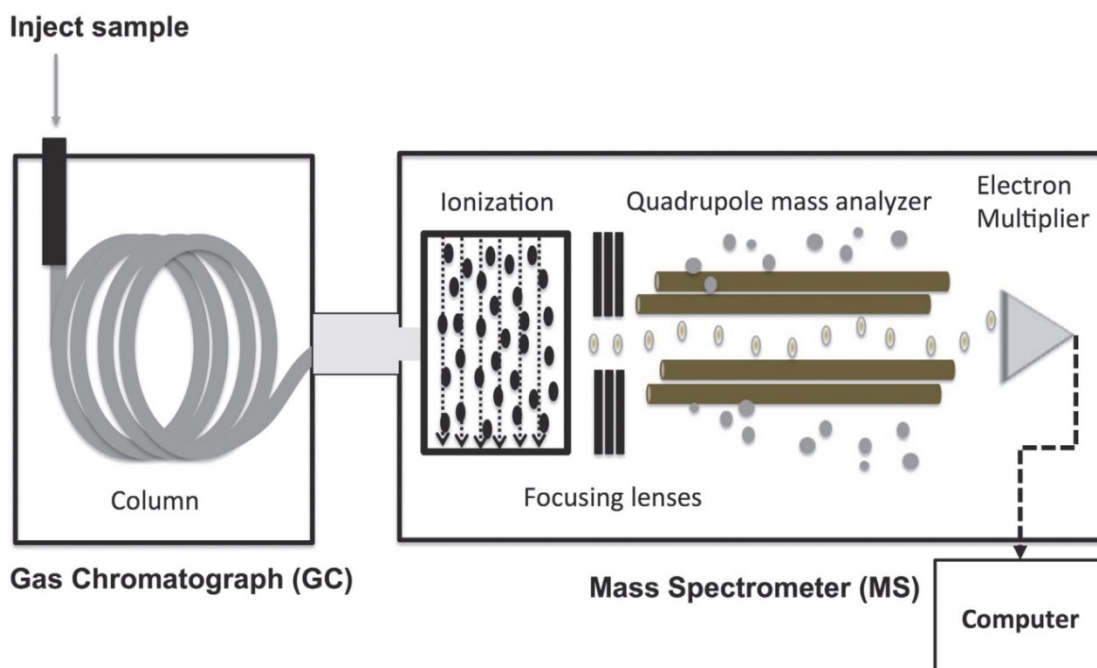 Inject sample
Ionization
Quadrupole mass analyzer
Electron
Multiplier
Column
Focusing lenses
Gas Chromatograph (GC)
Mass Spectrometer (MS)
Computer